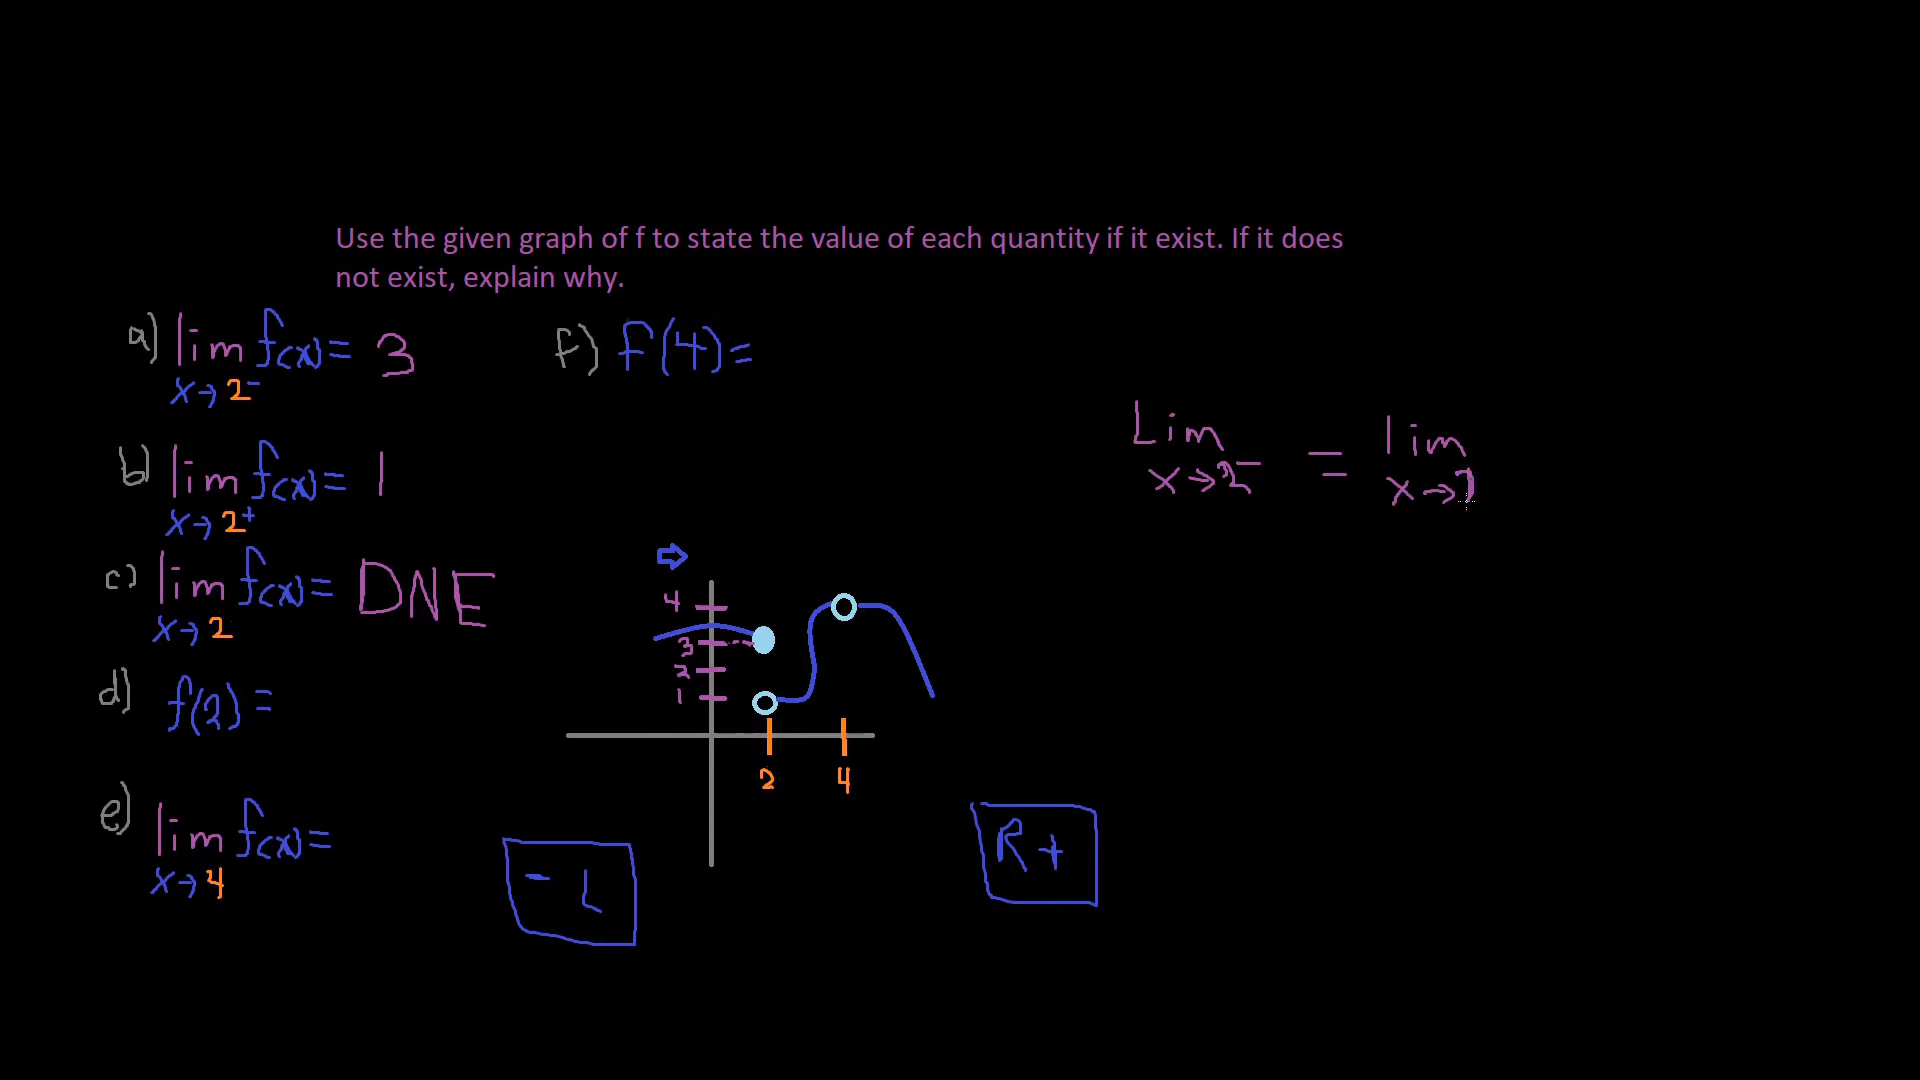 Use the given graph of f to state the value of each quantity if it exist. If it does
not exist, explain why.
a) lim f(x) = 3
x→2⁻
f) f(4) =
b) lim f(x) = 1
x→2⁺
Lim = lim
x→2⁻ x→
c) lim f(x) = DNE
x→2
d) f(2) =
e) lim f(x) =
x→4
4
3
2
1
2 4
- L
R +